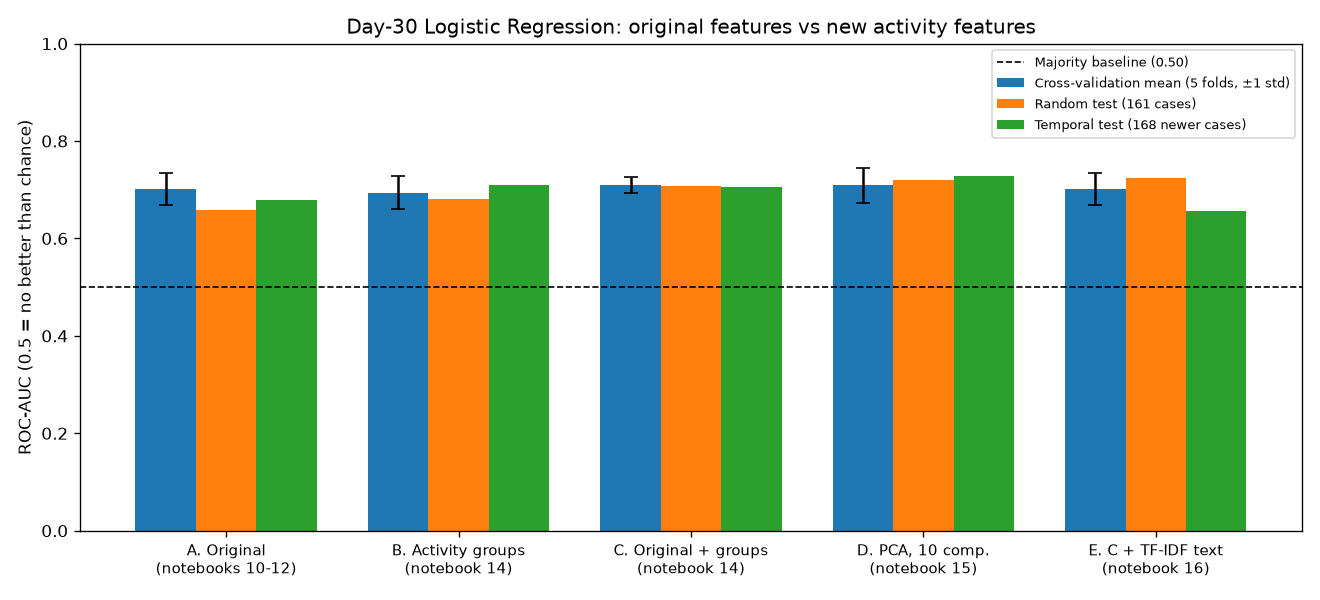 Day-30 Logistic Regression: original features vs new activity features
ROC-AUC (0.5 = no better than chance)
1.0
0.8
0.6
0.4
0.2
0.0
Majority baseline (0.50)
Cross-validation mean (5 folds, ±1 std)
Random test (161 cases)
Temporal test (168 newer cases)
A. Original
(notebooks 10-12)
B. Activity groups
(notebook 14)
C. Original + groups
(notebook 14)
D. PCA, 10 comp.
(notebook 15)
E. C + TF-IDF text
(notebook 16)